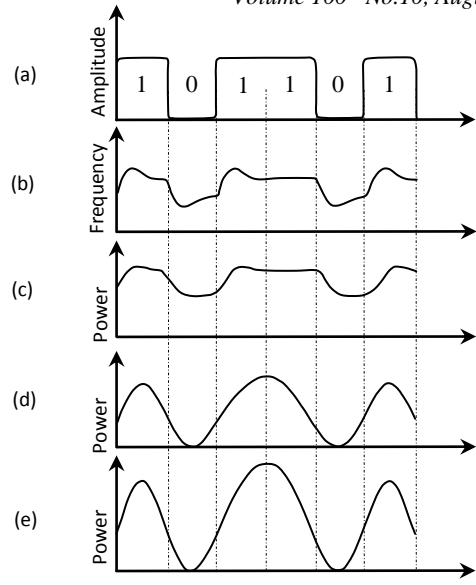 Volume 100 – No.16, Aug
(a)
Amplitude
1 0 1 1 0 1
(b)
Frequency
(c)
Power
(d)
Power
(e)
Power